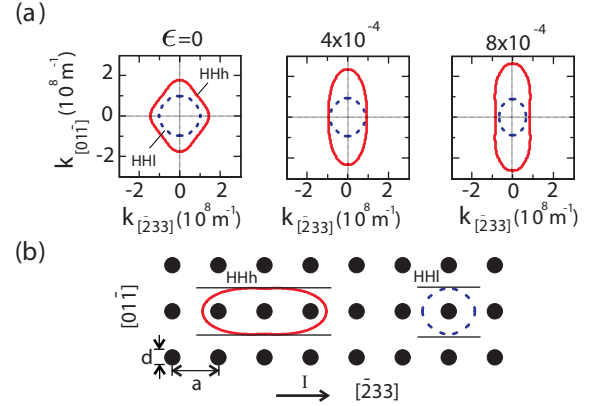 (a)
ϵ=0
4x10⁻⁴
8x10⁻⁴
k[011̄] (10⁸m⁻¹)
2
0
-2
HHh
HHl
-2
0
2
-2
0
2
-2
0
2
k[2̄33](10⁸m⁻¹)
k[2̄33](10⁸m⁻¹)
k[2̄33](10⁸m⁻¹)
(b)
HHh
HHl
[011̄]
d
a
I
[2̄33]